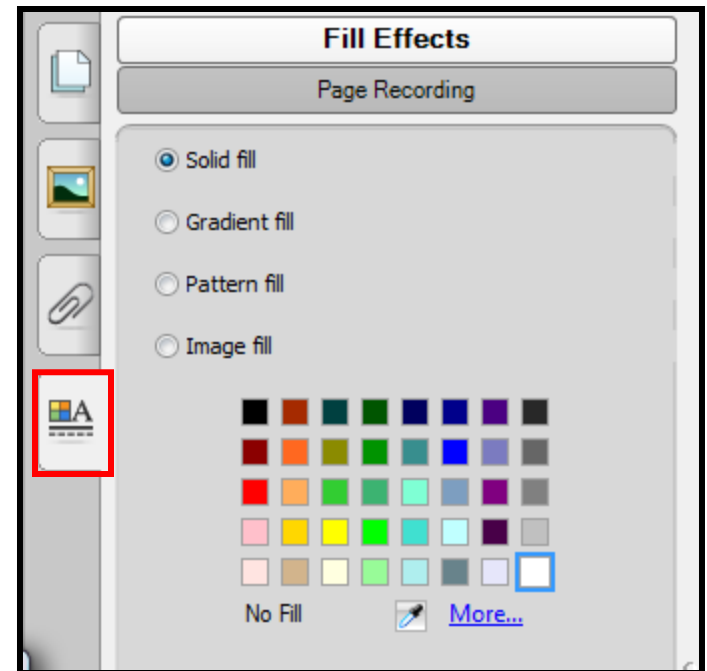 Fill Effects
Page Recording
Solid fill
Gradient fill
Pattern fill
Image fill
A
No Fill More...